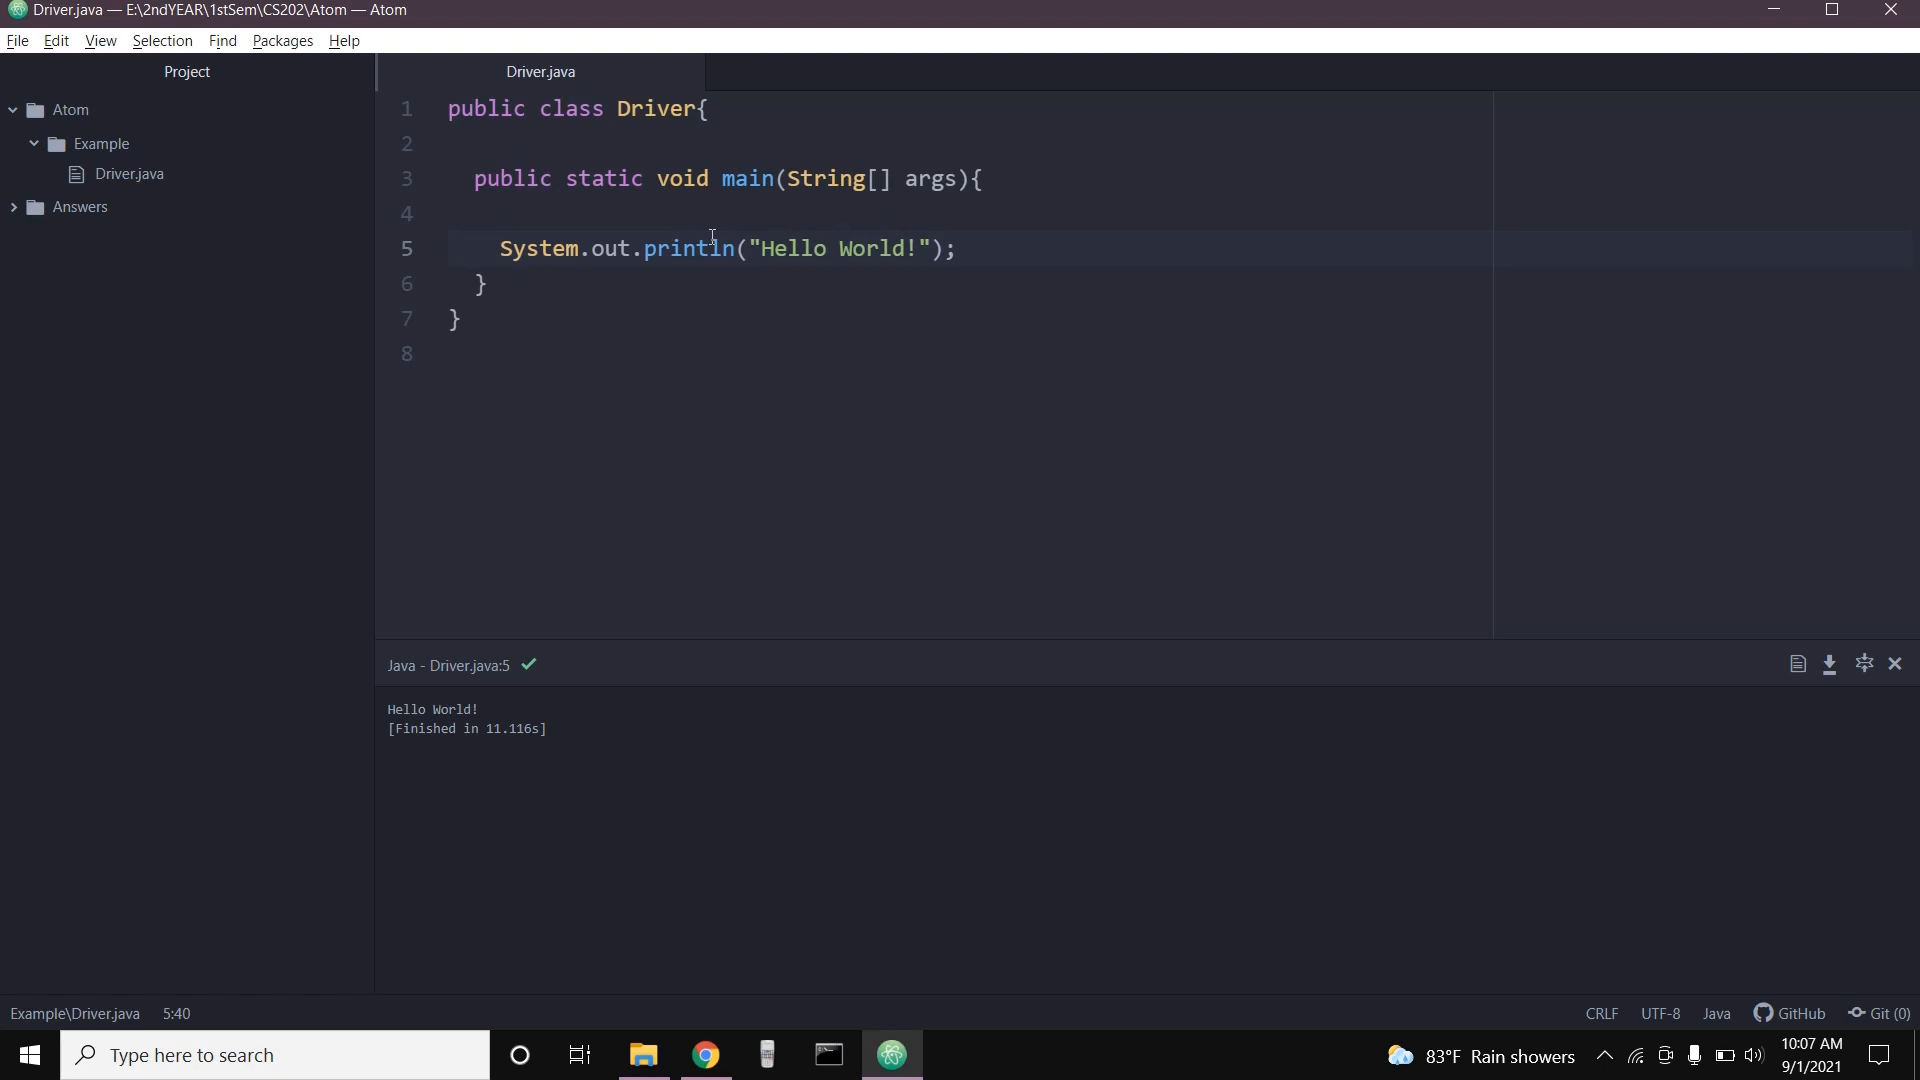 Driver.java — E:\2ndYEAR\1stSem\CS202\Atom — Atom
File Edit View Selection Find Packages Help
Project
Driver.java
Atom
Example
Driver.java
Answers
1 public class Driver{
2
3 public static void main(String[] args){
4
5 System.out.println("Hello World!");
6 }
7 }
8
Java - Driver.java:5
Hello World!
[Finished in 11.116s]
Example\Driver.java 5:40 CRLF UTF-8 Java GitHub Git (0)
Type here to search
83°F Rain showers
10:07 AM
9/1/2021